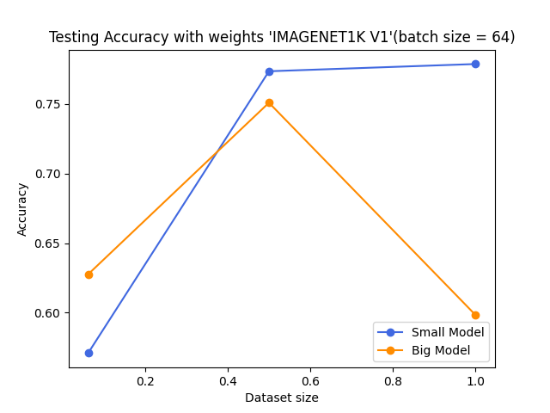 Testing Accuracy with weights 'IMAGENET1K V1'(batch size = 64)
0.75
0.70
0.65
0.60
Accuracy
Small Model
Big Model
0.2 0.4 0.6 0.8 1.0
Dataset size